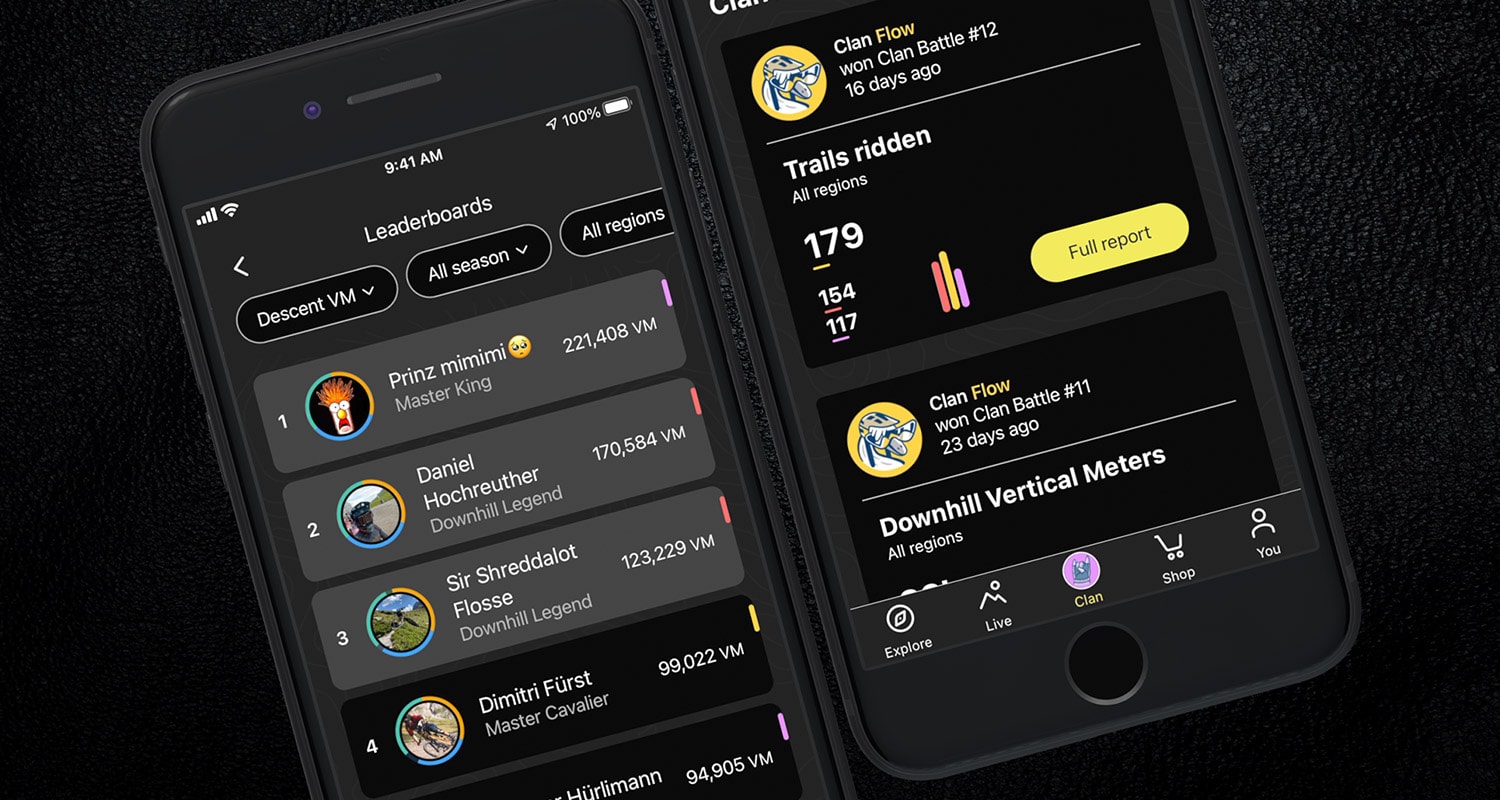 9:41 AM
100%
Leaderboards
Descent VM
All season
All regions
1
Prinz mimimi🥺
Master King
221,408 VM
2
Daniel
Hochreuther
Downhill Legend
170,584 VM
3
Sir Shreddalot
Flosse
Downhill Legend
123,229 VM
4
Dimitri Fürst
Master Cavalier
99,022 VM
Hürlimann
94,905 VM
Clan Flow
won Clan Battle #12
16 days ago
Trails ridden
All regions
179
154
117
Full report
Clan Flow
won Clan Battle #11
23 days ago
Downhill Vertical Meters
All regions
Explore
Live
Clan
Shop
You